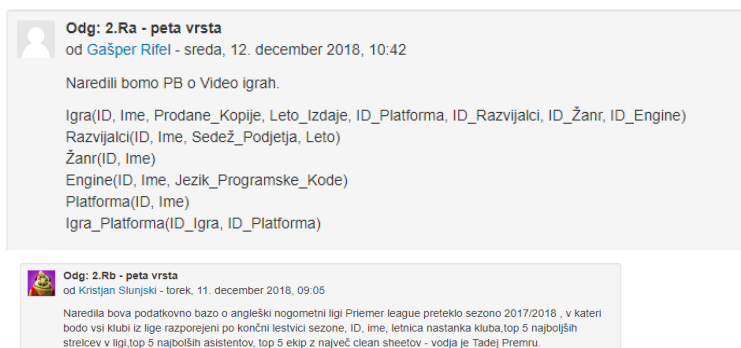 Odg: 2.Ra - peta vrsta
od Gašper Rifel - sreda, 12. december 2018, 10:42
Naredili bomo PB o Video igrah.
Igra(ID, Ime, Prodane_Kopije, Leto_Izdaje, ID_Platforma, ID_Razvijalci, ID_Žanr, ID_Engine)
Razvijalci(ID, Ime, Sedež_Podjetja, Leto)
Žanr(ID, Ime)
Engine(ID, Ime, Jezik_Programske_Kode)
Platforma(ID, Ime)
Igra_Platforma(ID_Igra, ID_Platforma)
Odg: 2.Rb - peta vrsta
od Kristjan Slunjski - torek, 11. december 2018, 09:05
Naredila bova podatkovno bazo o angleški nogometni ligi Priemer league preteklo sezono 2017/2018 , v kateri
bodo vsi klubi iz lige razporejeni po končni lestvici sezone, ID, ime, letnica nastanka kluba,top 5 najboljših
strelcev v ligi,top 5 najbolših asistentov, top 5 ekip z največ clean sheetov - vodja je Tadej Premru.